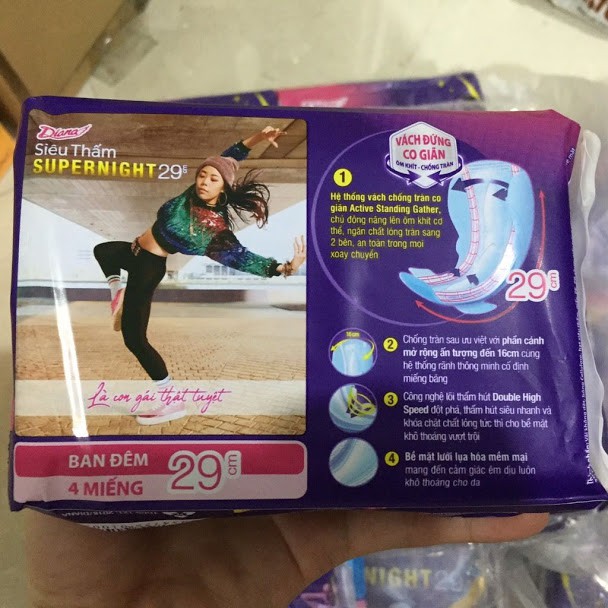 Diana
Siêu Thấm
SUPERNIGHT 29cm
Là con gái thật tuyệt
BAN ĐÊM
4 MIẾNG
29cm
VÁCH ĐỨNG
CO GIÃN
ÔM KHÍT - CHỐNG TRÀN
1
Hệ thống vách chống tràn co
giãn Active Standing Gather,
chủ động nâng lên ôm khít cơ
thể, ngăn chất lỏng tràn sang
2 bên, an toàn trong mọi
xoay chuyển
29cm
16cm
2
Chống tràn sau ưu việt với phần cánh
mở rộng ấn tượng đến 16cm cùng
hệ thống rãnh thông minh cố định
miếng băng
3
Công nghệ lõi thấm hút Double High
Speed đột phá, thấm hút siêu nhanh và
khóa chặt chất lỏng tức thì cho bề mặt
khô thoáng vượt trội
4
Bề mặt lưới lụa hòa mềm mại
mang đến cảm giác êm dịu luôn
khô thoáng cho da
NIGHT 29